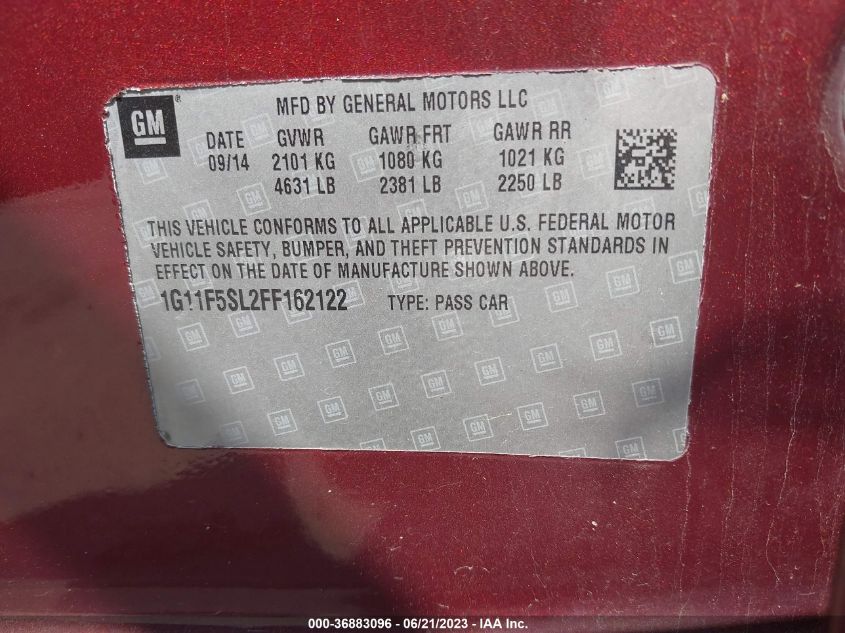 GM
MFD BY GENERAL MOTORS LLC
DATE GVWR GAWR FRT GAWR RR
09/14 2101 KG 1080 KG 1021 KG
4631 LB 2381 LB 2250 LB
THIS VEHICLE CONFORMS TO ALL APPLICABLE U.S. FEDERAL MOTOR
VEHICLE SAFETY, BUMPER, AND THEFT PREVENTION STANDARDS IN
EFFECT ON THE DATE OF MANUFACTURE SHOWN ABOVE.
1G11F5SL2FF162122 TYPE: PASS CAR
000-36883096 - 06/21/2023 - IAA Inc.